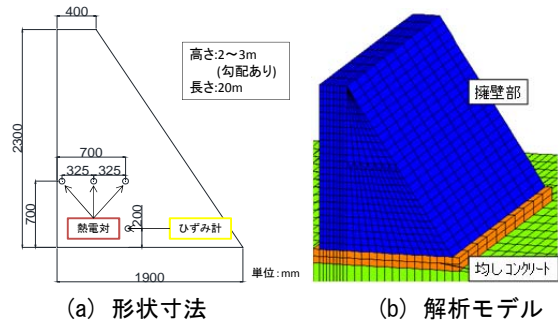 400
高さ:2～3m
(勾配あり)
長さ:20m
2300
700
325 325
700
熱電対
200
ひずみ計
単位:mm
1900
(a) 形状寸法
擁壁部
均しコンクリート
(b) 解析モデル